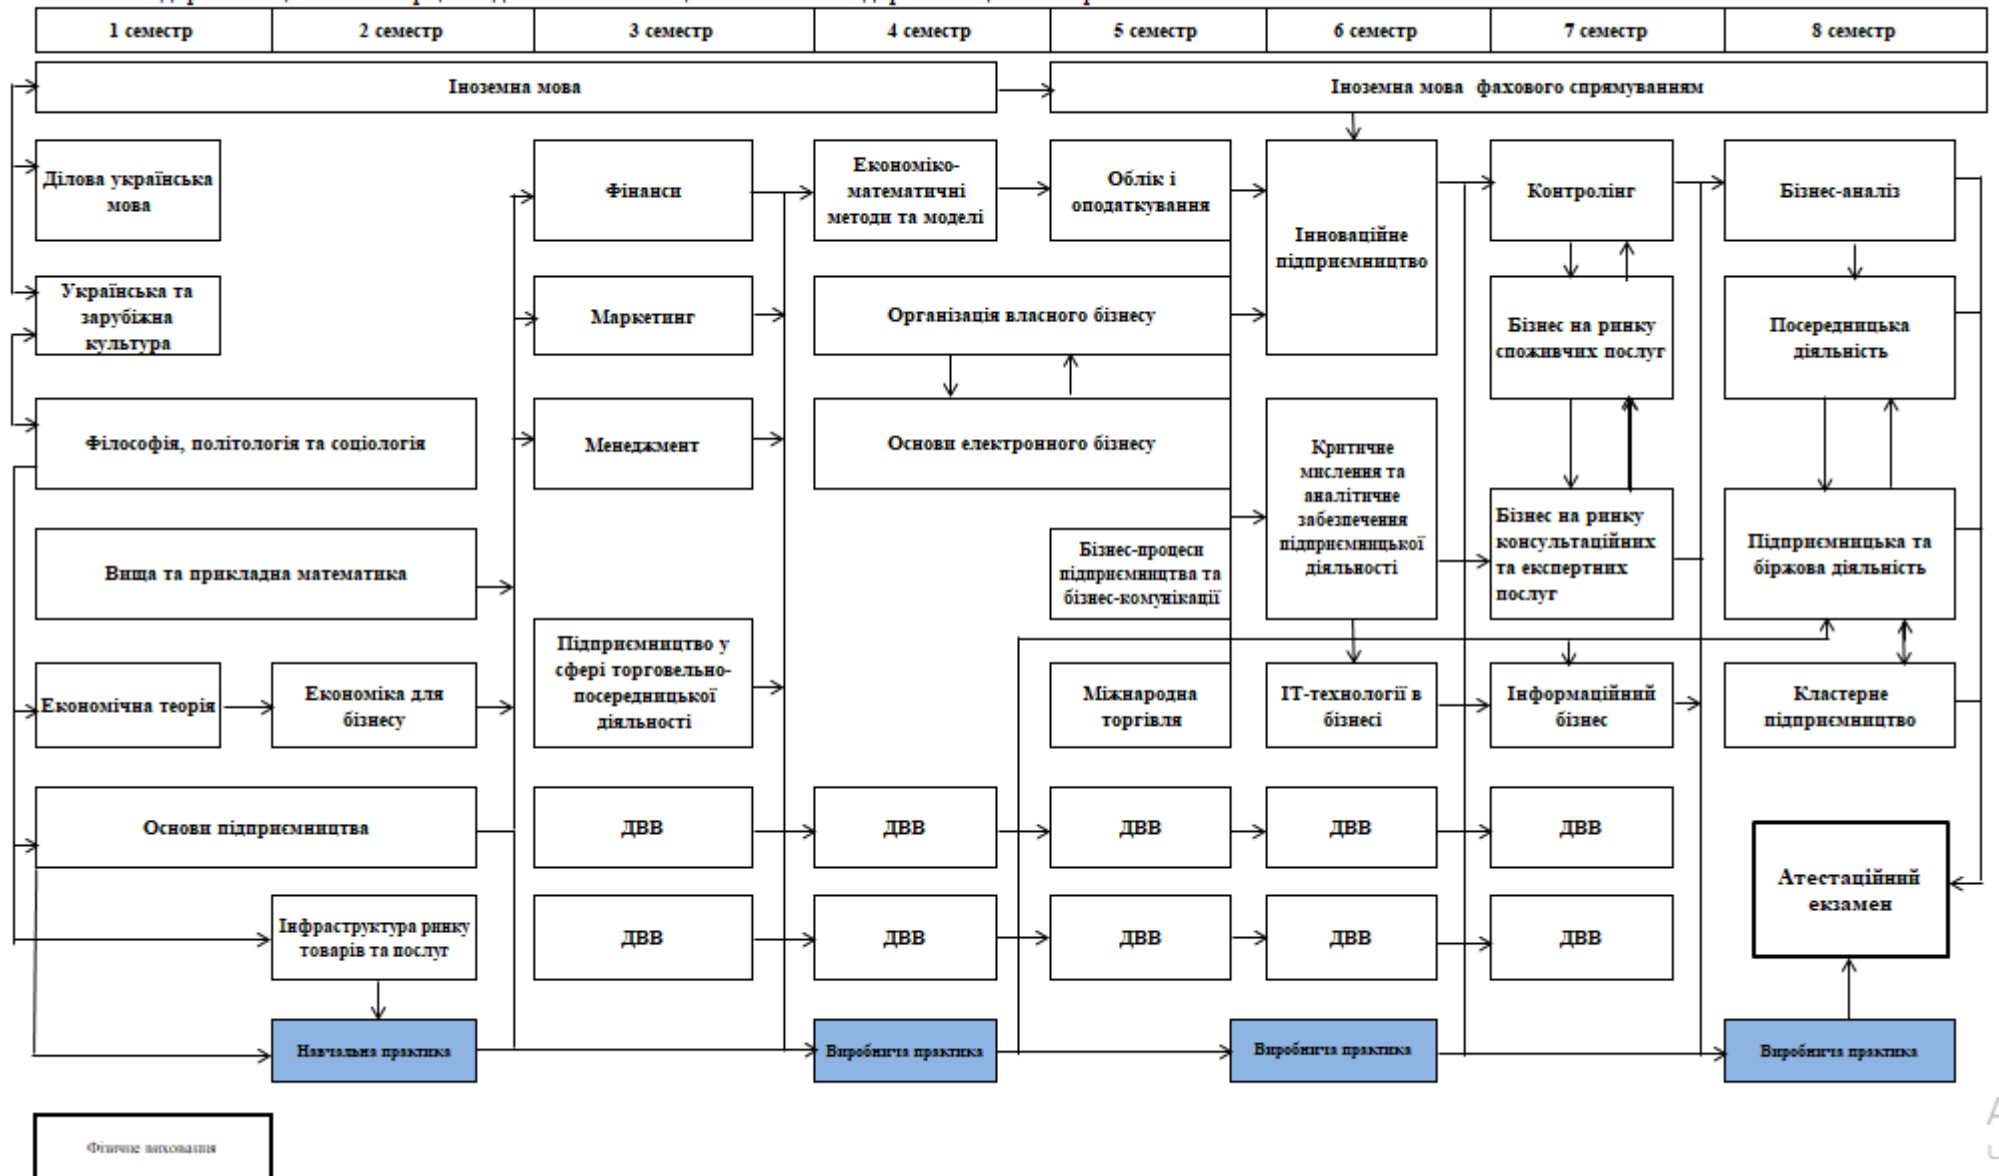 1 семестр
2 семестр
3 семестр
4 семестр
5 семестр
6 семестр
7 семестр
8 семестр
Іноземна мова
Іноземна мова фахового спрямуванням
Ділова українська
мова
Фінанси
Економіко-
математичні
методи та моделі
Облік і
оподаткування
Інноваційне
підприємництво
Контролінг
Бізнес-аналіз
Українська та
зарубіжна
культура
Маркетинг
Організація власного бізнесу
Бізнес на ринку
споживчих послуг
Посередницька
діяльність
Філософія, політологія та соціологія
Менеджмент
Основи електронного бізнесу
Критичне
мислення та
аналітичне
забезпечення
підприємницької
діяльності
Бізнес на ринку
консультаційних
та експертних
послуг
Підприємницька та
біржова діяльність
Вища та прикладна математика
Бізнес-процеси
підприємництва та
бізнес-комунікації
Економічна теорія
Економіка для
бізнесу
Підприємництво у
сфері торговельно-
посередницької
діяльності
Міжнародна
торгівля
ІТ-технології в
бізнесі
Інформаційний
бізнес
Кластерне
підприємництво
Основи підприємництва
ДВВ
ДВВ
ДВВ
ДВВ
ДВВ
Атестаційний
екзамен
Інфраструктура ринку
товарів та послуг
ДВВ
ДВВ
ДВВ
ДВВ
ДВВ
Навчальна практика
Виробнича практика
Виробнича практика
Виробнича практика
Фізичне виховання